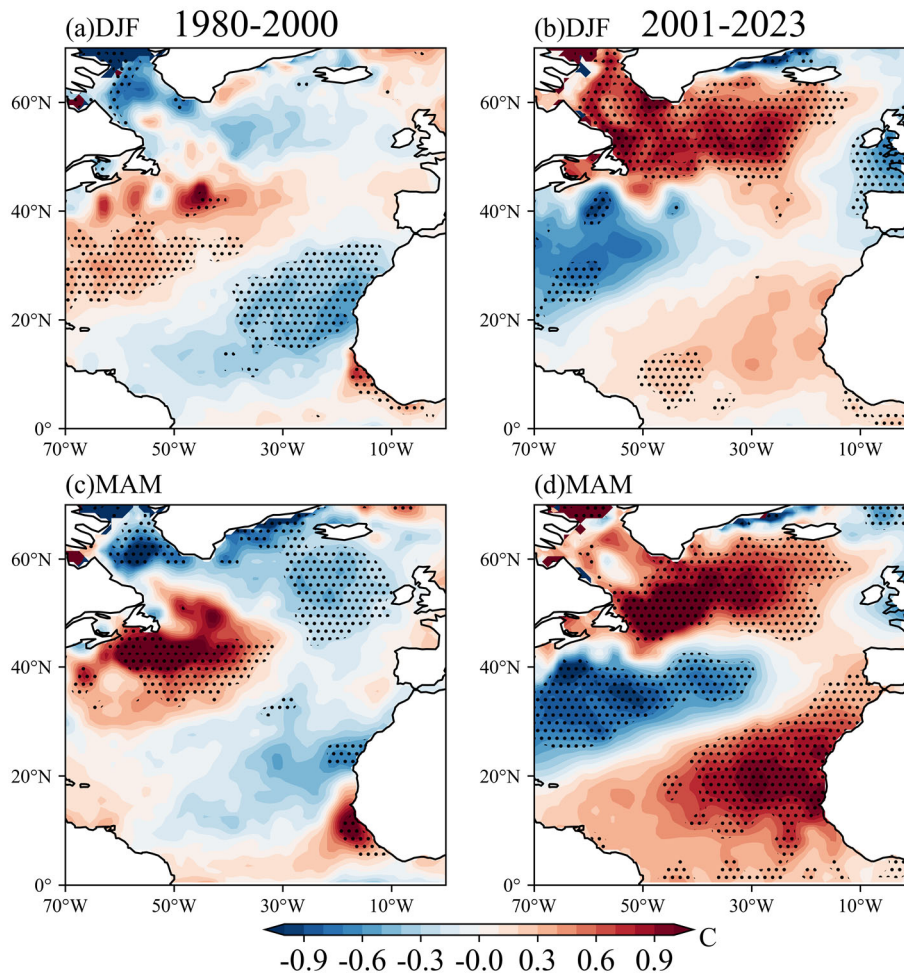 (a)DJF 1980-2000 (b)DJF 2001-2023
60°N 60°N
40°N 40°N
20°N 20°N
0° 0°
70°W 50°W 30°W 10°W 70°W 50°W 30°W 10°W
(c)MAM (d)MAM
60°N 60°N
40°N 40°N
20°N 20°N
0° 0°
70°W 50°W 30°W 10°W 70°W 50°W 30°W 10°W
C
-0.9 -0.6 -0.3 -0.0 0.3 0.6 0.9